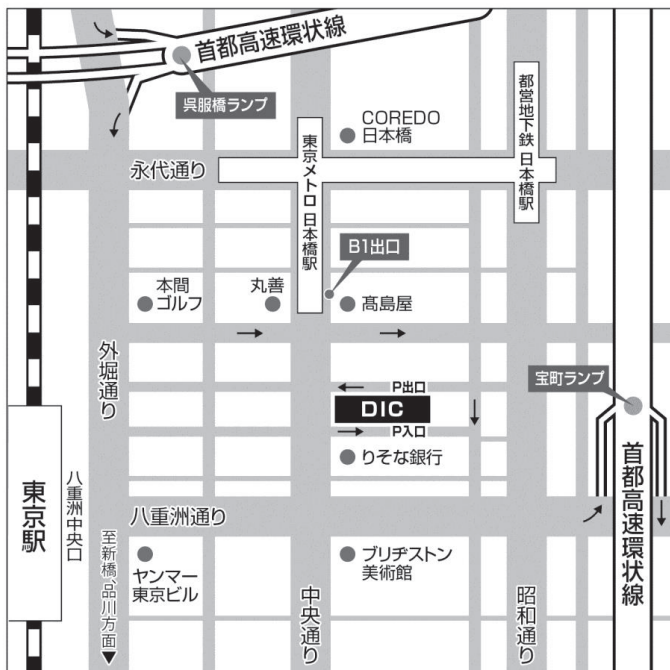 首都高速環状線
呉服橋ランプ
COREDO
日本橋
都営地下鉄 日本橋駅
東京メトロ 日本橋駅
永代通り
B1出口
本間
ゴルフ
丸善
髙島屋
外堀通り
P出口
DIC
P入口
宝町ランプ
りそな銀行
首都高速環状線
東京駅
八重洲中央口
八重洲通り
至新橋、品川方面
ヤンマー
東京ビル
ブリヂストン
美術館
中央通り
昭和通り